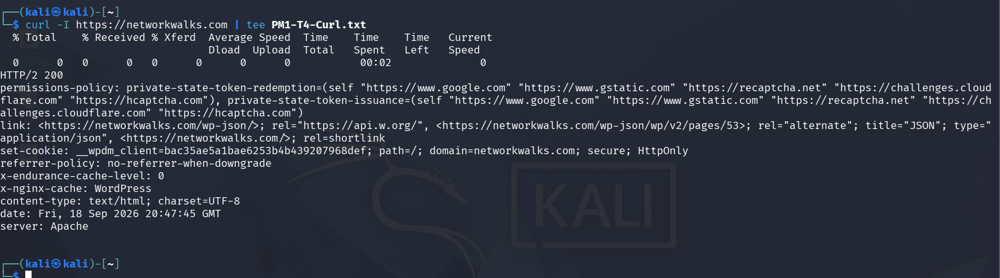 ┌──(kali㉿kali)-[~]
└─$ curl -I https://networkwalks.com | tee PM1-T4-Curl.txt
  % Total    % Received % Xferd  Average Speed  Time    Time    Time   Current
                                 Dload  Upload  Total   Spent   Left   Speed
  0      0   0      0   0      0      0      0           00:02              0
HTTP/2 200
permissions-policy: private-state-token-redemption=(self "https://www.google.com" "https://www.gstatic.com" "https://recaptcha.net" "https://challenges.cloud
flare.com" "https://hcaptcha.com"), private-state-token-issuance=(self "https://www.google.com" "https://www.gstatic.com" "https://recaptcha.net" "https://ch
allenges.cloudflare.com" "https://hcaptcha.com")
link: <https://networkwalks.com/wp-json/>; rel="https://api.w.org/", <https://networkwalks.com/wp-json/wp/v2/pages/53>; rel="alternate"; title="JSON"; type="
application/json", <https://networkwalks.com/>; rel=shortlink
set-cookie: __wpdm_client=bac35ae5a1bae6253b4b439207968def; path=/; domain=networkwalks.com; secure; HttpOnly
referrer-policy: no-referrer-when-downgrade
x-endurance-cache-level: 0
x-nginx-cache: WordPress
content-type: text/html; charset=UTF-8
date: Fri, 18 Sep 2026 20:47:45 GMT
server: Apache
KALI
┌──(kali㉿kali)-[~]
└─$